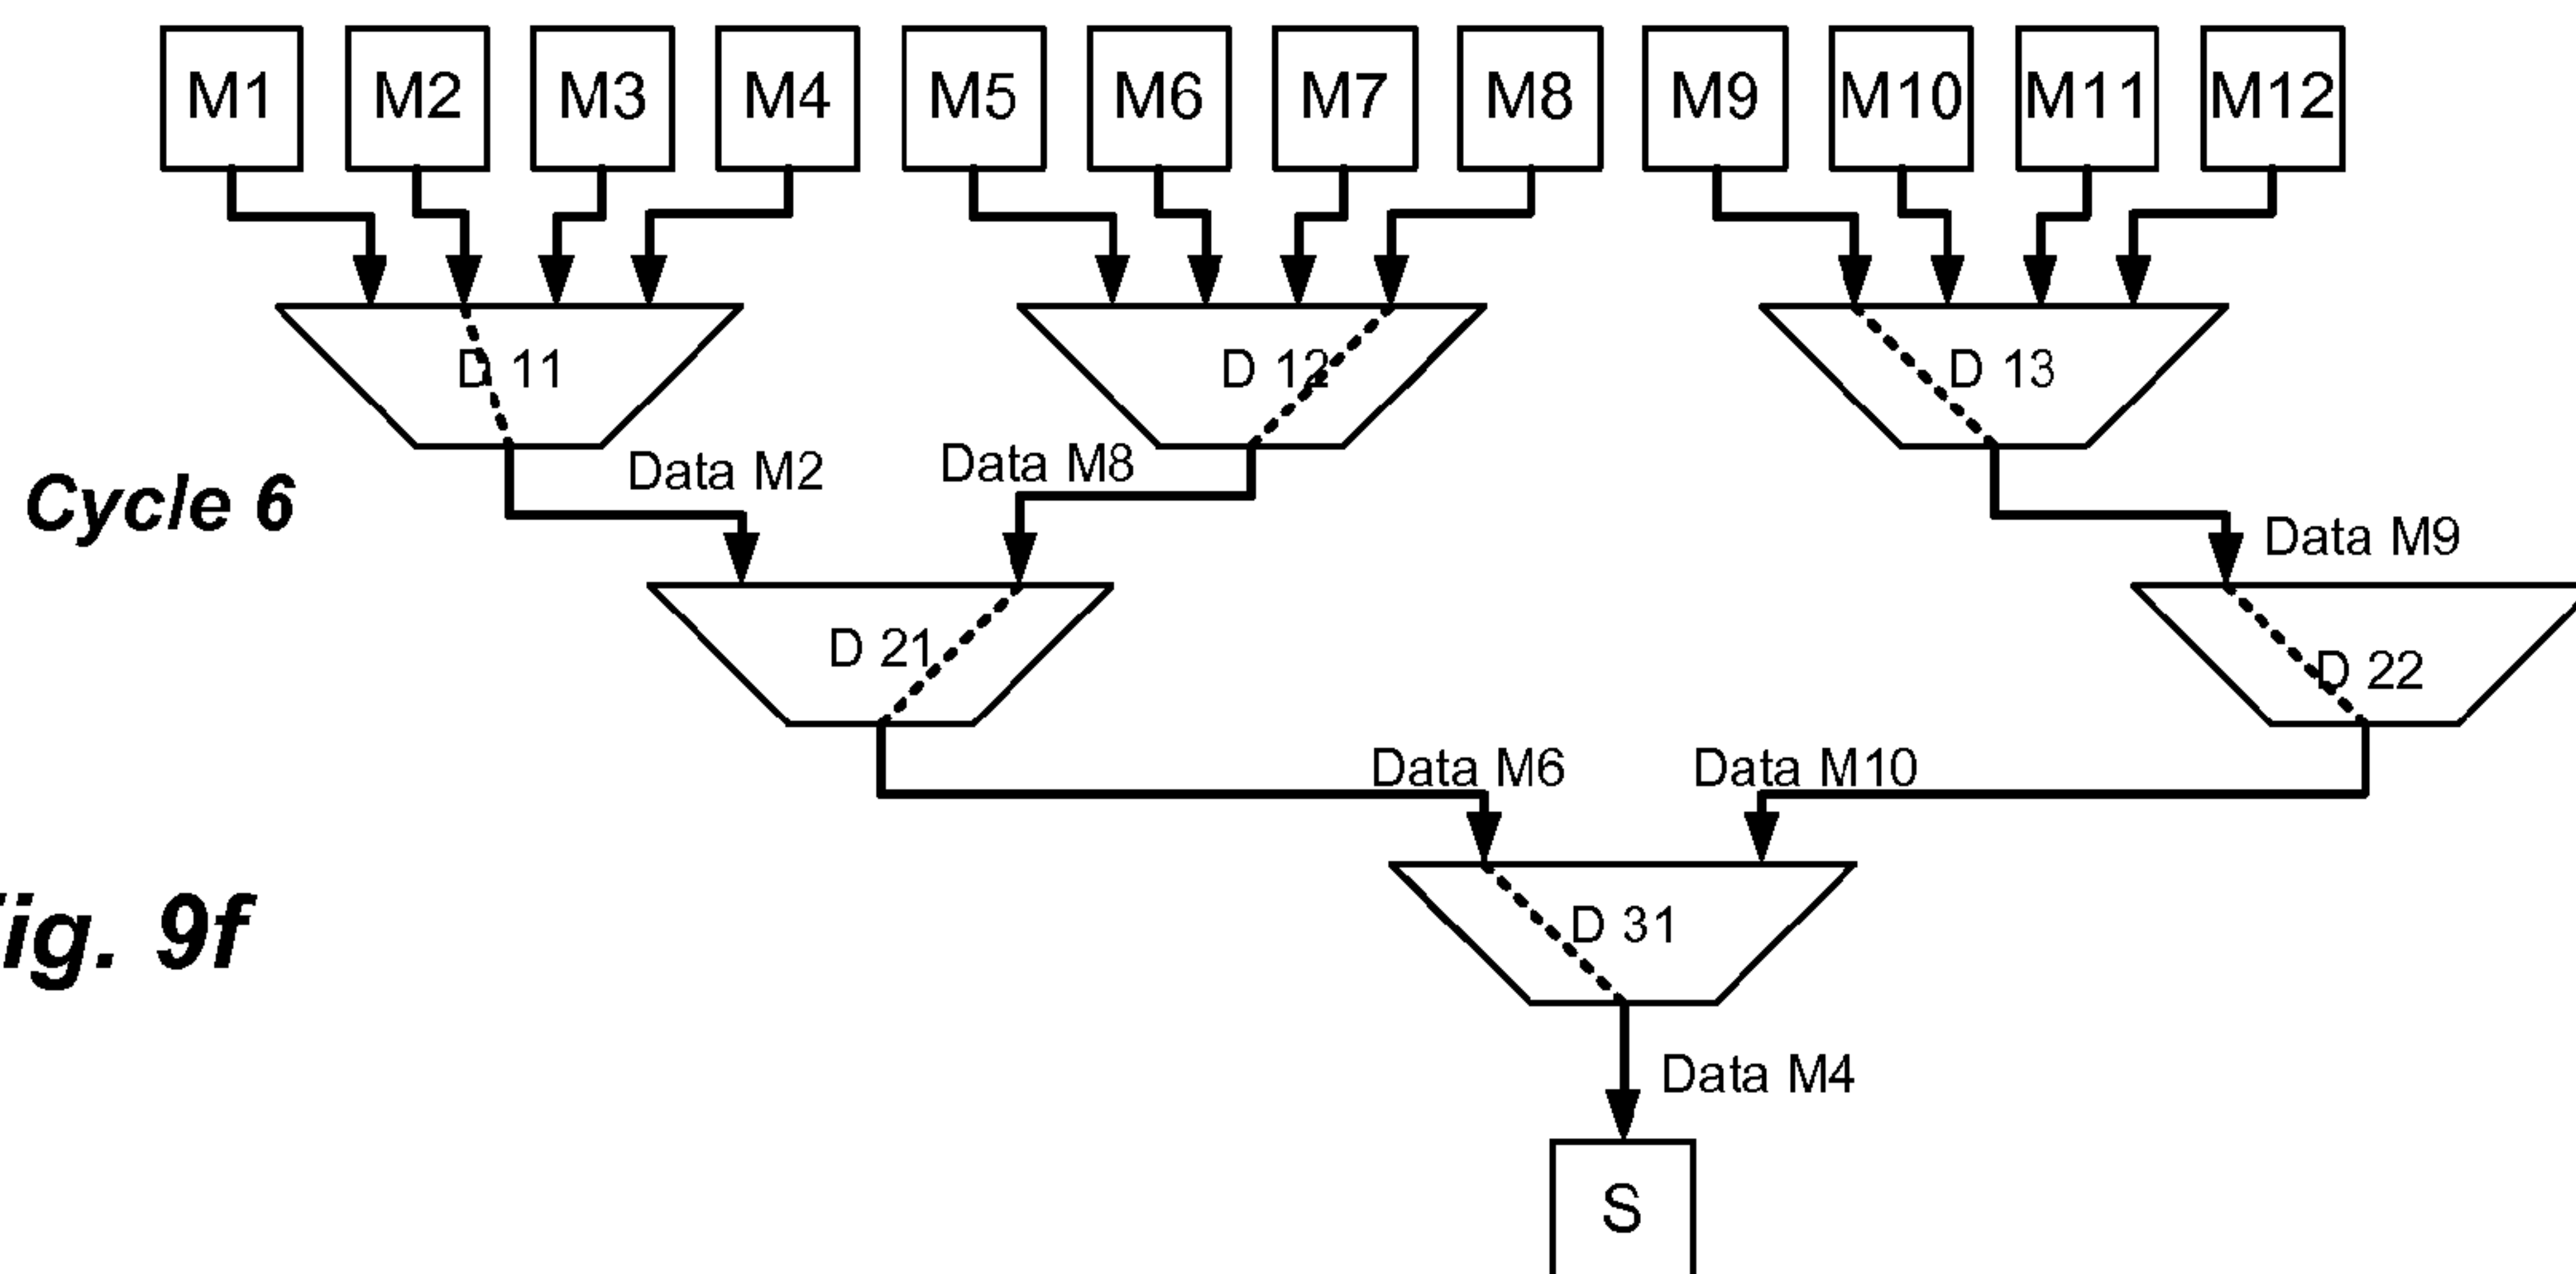 M1 M2 M3 M4 M5 M6 M7 M8 M9 M10 M11 M12
D 11 D 12 D 13
Data M2 Data M8
Cycle 6
Data M9
D 21 D 22
Data M6 Data M10
D 31
ig. 9f
Data M4
S